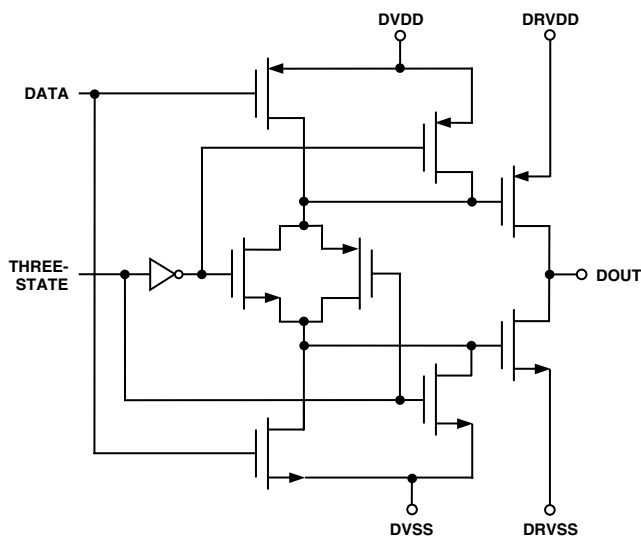 DVDD
DRVDD
DATA
THREE-
STATE
DOUT
DVSS
DRVSS